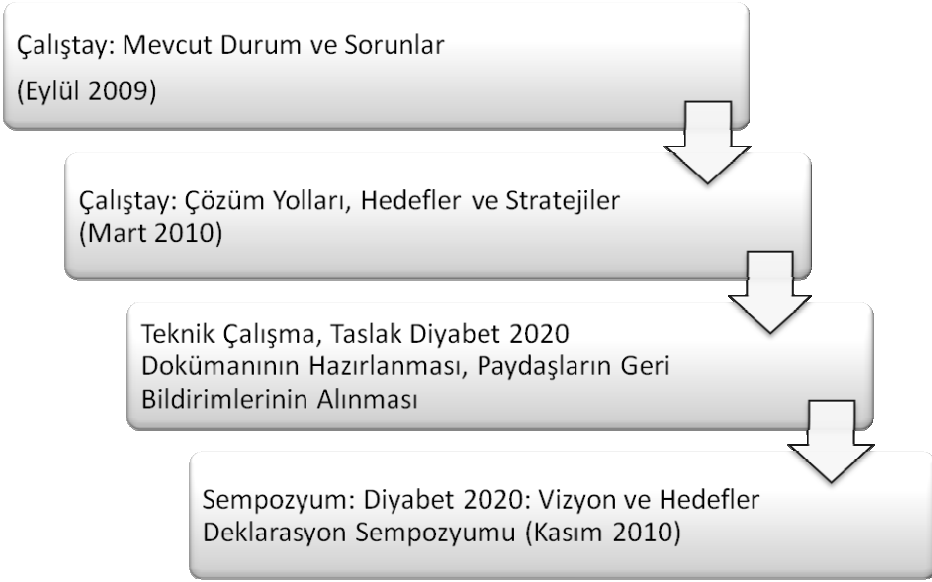 Çalıştay: Mevcut Durum ve Sorunlar
(Eylül 2009)
Çalıştay: Çözüm Yolları, Hedefler ve Stratejiler
(Mart 2010)
Teknik Çalışma, Taslak Diyabet 2020
Dokümanının Hazırlanması, Paydaşların Geri
Bildirimlerinin Alınması
Sempozyum: Diyabet 2020: Vizyon ve Hedefler
Deklarasyon Sempozyumu (Kasım 2010)